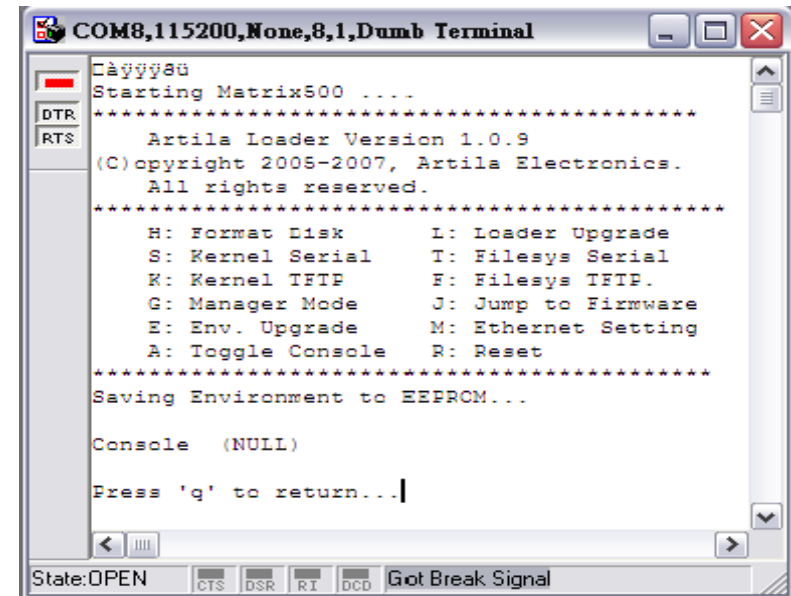 COM8,115200,None,8,1,Dumb Terminal
DTR
RTS
□àÿÿÿ8ü
Starting Matrix500 ....
*******************************************
Artila Loader Version 1.0.9
(C)opyright 2005-2007, Artila Electronics.
All rights reserved.
*********************************************
H: Format Disk L: Loader Upgrade
S: Kernel Serial T: Filesys Serial
K: Kernel TFTP F: Filesys TFTP.
G: Manager Mode J: Jump to Firmware
E: Env. Upgrade M: Ethernet Setting
A: Toggle Console R: Reset
********************************************
Saving Environment to EEPROM...
Console (NULL)
Press 'q' to return...
State:OPEN CTS DSR RI DCD Got Break Signal